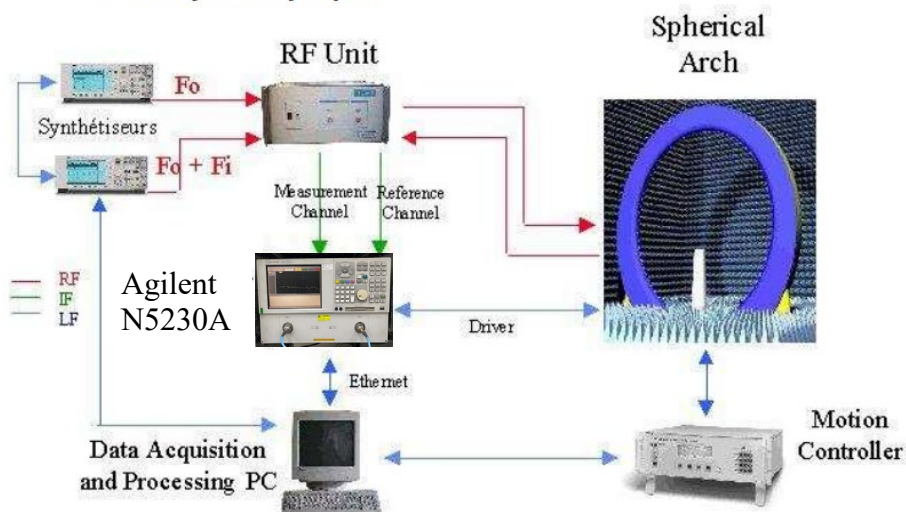 Spherical
Arch
RF Unit
Fo
Synthétiseurs
Fo + Fi
Measurement
Channel
Reference
Channel
RF
IF
LF
Agilent
N5230A
Driver
Ethernet
Data Acquisition
and Processing PC
Motion
Controller